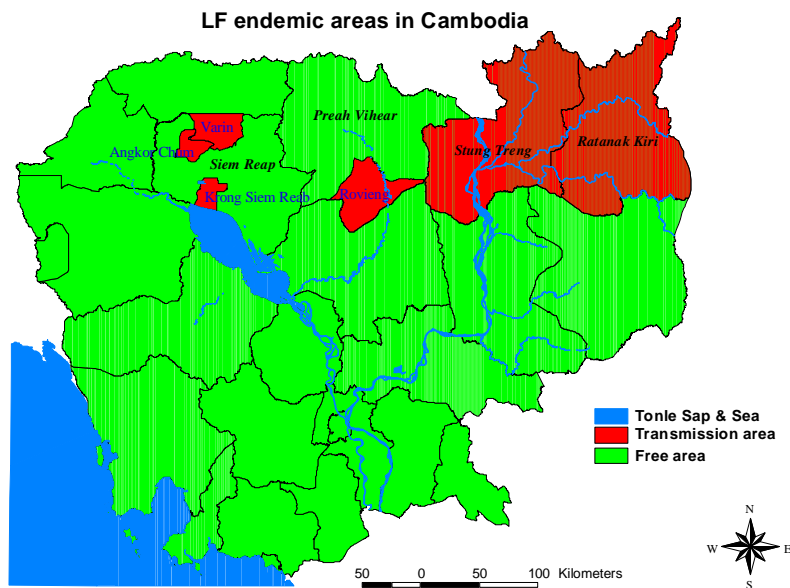 LF endemic areas in Cambodia
Varin
Preah Vihear
Angkor Chum
Siem Reap
Stung Treng
Ratanak Kiri
Krong Siem Reab
Rovieng
Tonle Sap & Sea
Transmission area
Free area
N
W E
S
50 0 50 100 Kilometers